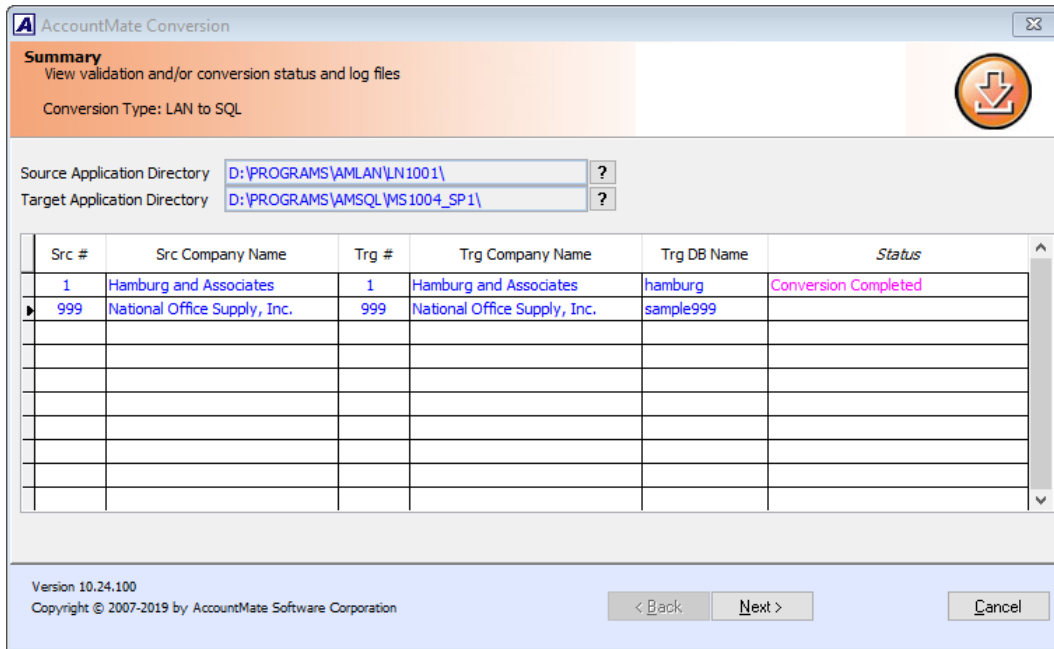 AccountMate Conversion
Summary
View validation and/or conversion status and log files
Conversion Type: LAN to SQL
Source Application Directory D:\PROGRAMS\AMLAN\LN1001\ ?
Target Application Directory D:\PROGRAMS\AMSQL\MS1004_SP1\ ?
Src # Src Company Name Trg # Trg Company Name Trg DB Name Status
1 Hamburg and Associates 1 Hamburg and Associates hamburg Conversion Completed
999 National Office Supply, Inc. 999 National Office Supply, Inc. sample999
Version 10.24.100
Copyright © 2007-2019 by AccountMate Software Corporation
< Back Next > Cancel